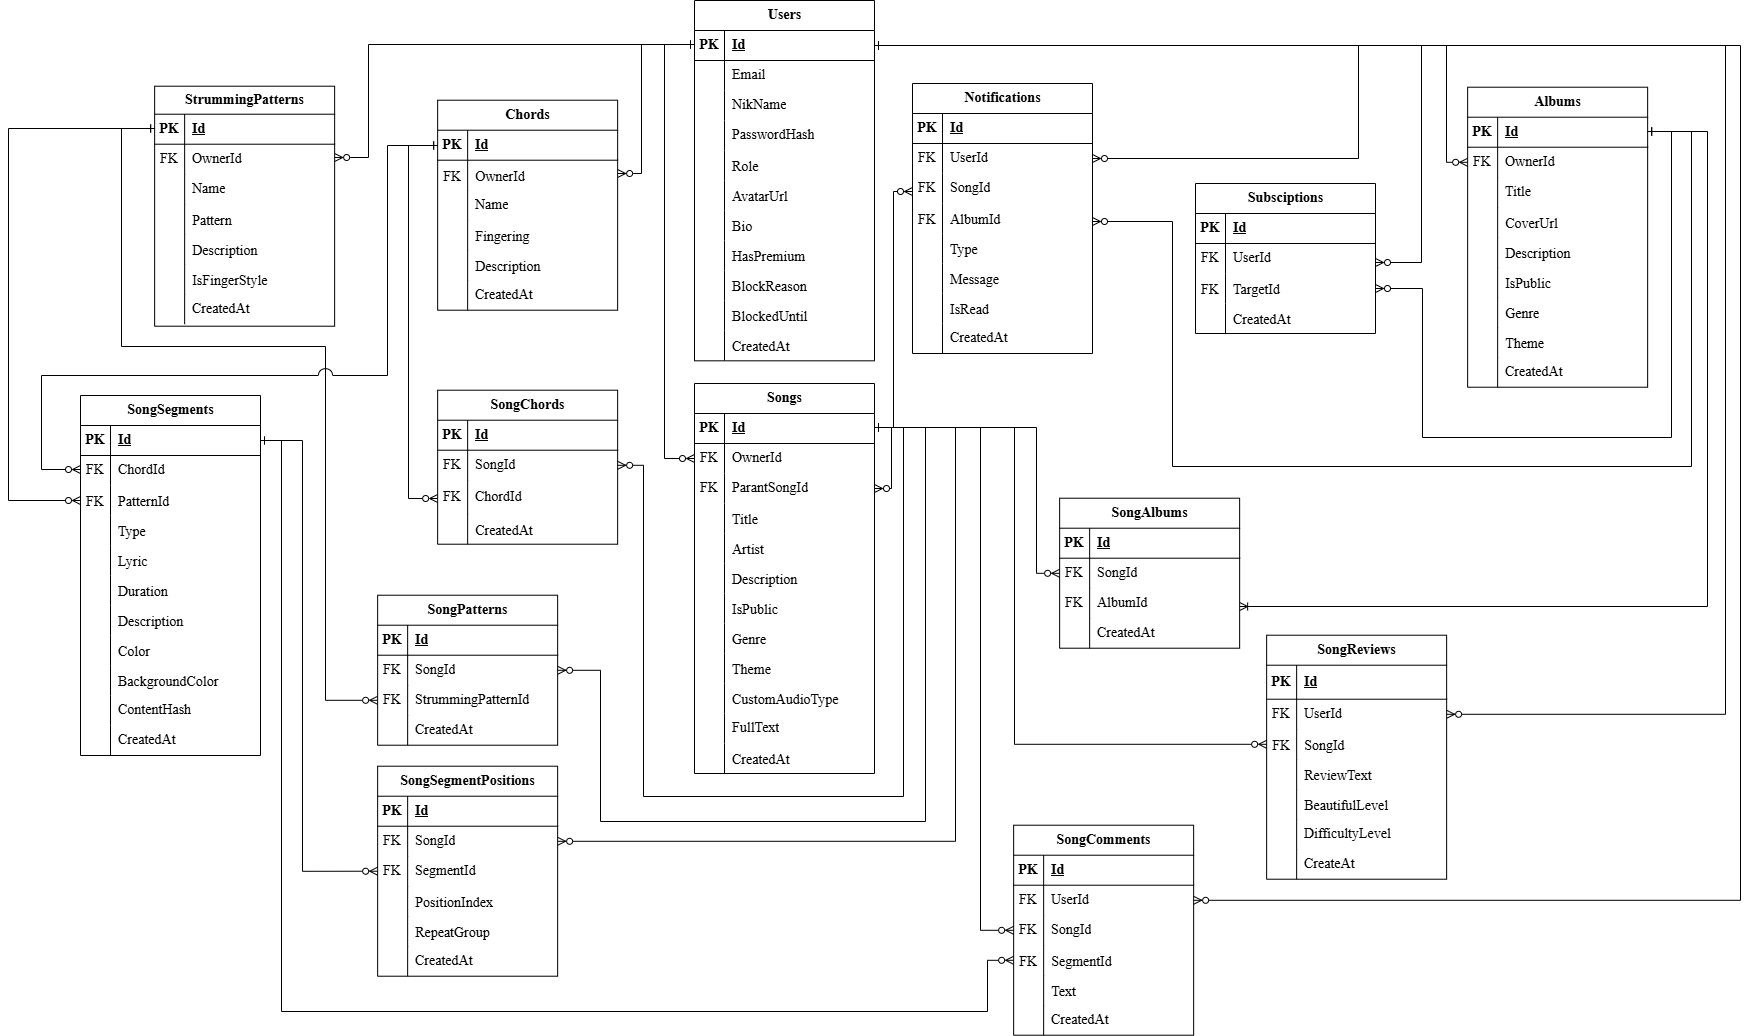 Users
PK Id
Email
NikName
PasswordHash
Role
AvatarUrl
Bio
HasPremium
BlockReason
BlockedUntil
CreatedAt
StrummingPatterns
PK Id
FK OwnerId
Name
Pattern
Description
IsFingerStyle
CreatedAt
Chords
PK Id
FK OwnerId
Name
Fingering
Description
CreatedAt
Notifications
PK Id
FK UserId
FK SongId
FK AlbumId
Type
Message
IsRead
CreatedAt
Subsciptions
PK Id
FK UserId
FK TargetId
CreatedAt
Albums
PK Id
FK OwnerId
Title
CoverUrl
Description
IsPublic
Genre
Theme
CreatedAt
SongSegments
PK Id
FK ChordId
FK PatternId
Type
Lyric
Duration
Description
Color
BackgroundColor
ContentHash
CreatedAt
SongChords
PK Id
FK SongId
FK ChordId
CreatedAt
Songs
PK Id
FK OwnerId
FK ParantSongId
Title
Artist
Description
IsPublic
Genre
Theme
CustomAudioType
FullText
CreatedAt
SongAlbums
PK Id
FK SongId
FK AlbumId
CreatedAt
SongPatterns
PK Id
FK SongId
FK StrummingPatternId
CreatedAt
SongReviews
PK Id
FK UserId
FK SongId
ReviewText
BeautifulLevel
DifficultyLevel
CreateAt
SongSegmentPositions
PK Id
FK SongId
FK SegmentId
PositionIndex
RepeatGroup
CreatedAt
SongComments
PK Id
FK UserId
FK SongId
FK SegmentId
Text
CreatedAt